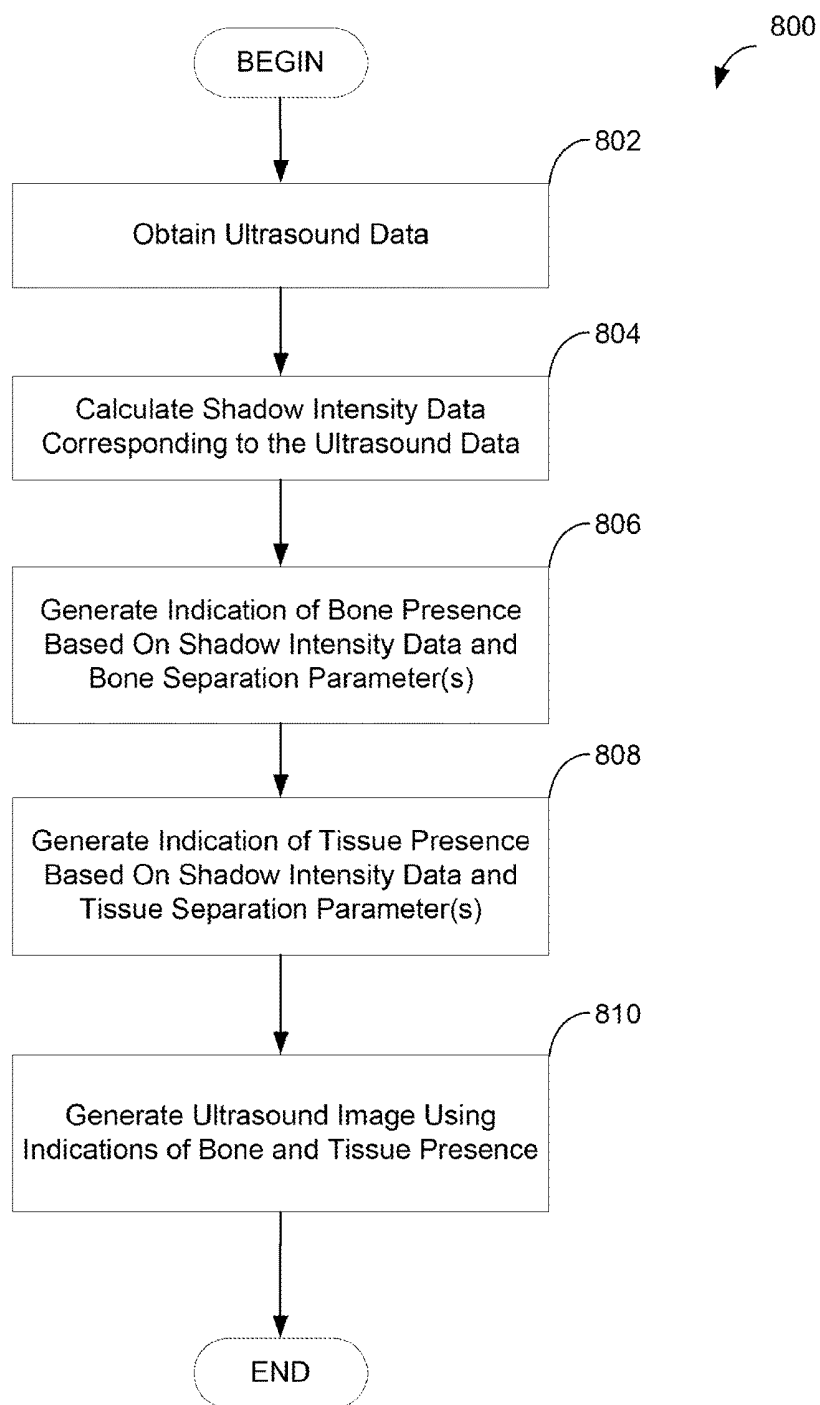 800
BEGIN
802
Obtain Ultrasound Data
804
Calculate Shadow Intensity Data
Corresponding to the Ultrasound Data
806
Generate Indication of Bone Presence
Based On Shadow Intensity Data and
Bone Separation Parameter(s)
808
Generate Indication of Tissue Presence
Based On Shadow Intensity Data and
Tissue Separation Parameter(s)
810
Generate Ultrasound Image Using
Indications of Bone and Tissue Presence
END